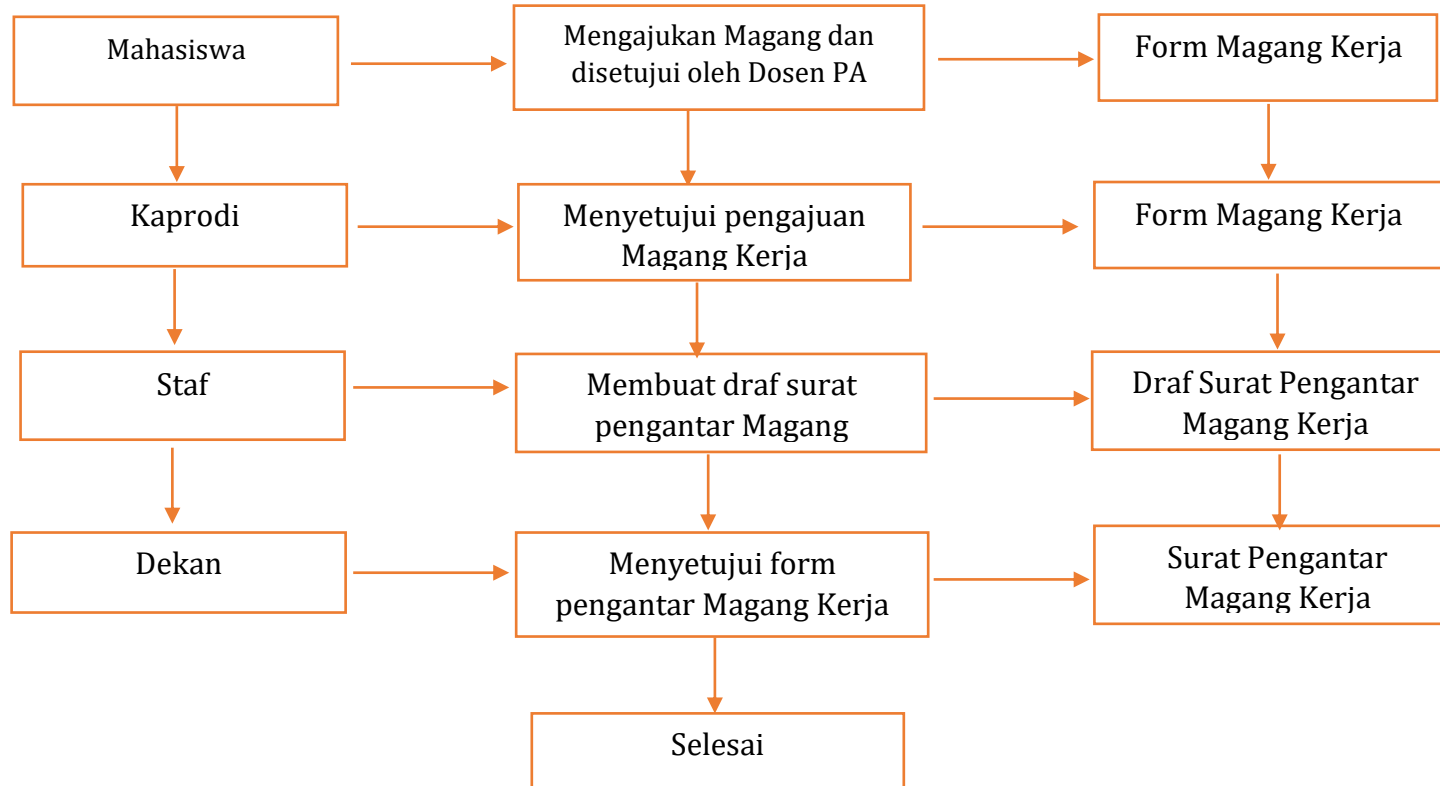 Mahasiswa
Mengajukan Magang dan
disetujui oleh Dosen PA
Form Magang Kerja
Kaprodi
Menyetujui pengajuan
Magang Kerja
Form Magang Kerja
Staf
Membuat draf surat
pengantar Magang
Draf Surat Pengantar
Magang Kerja
Dekan
Menyetujui form
pengantar Magang Kerja
Surat Pengantar
Magang Kerja
Selesai